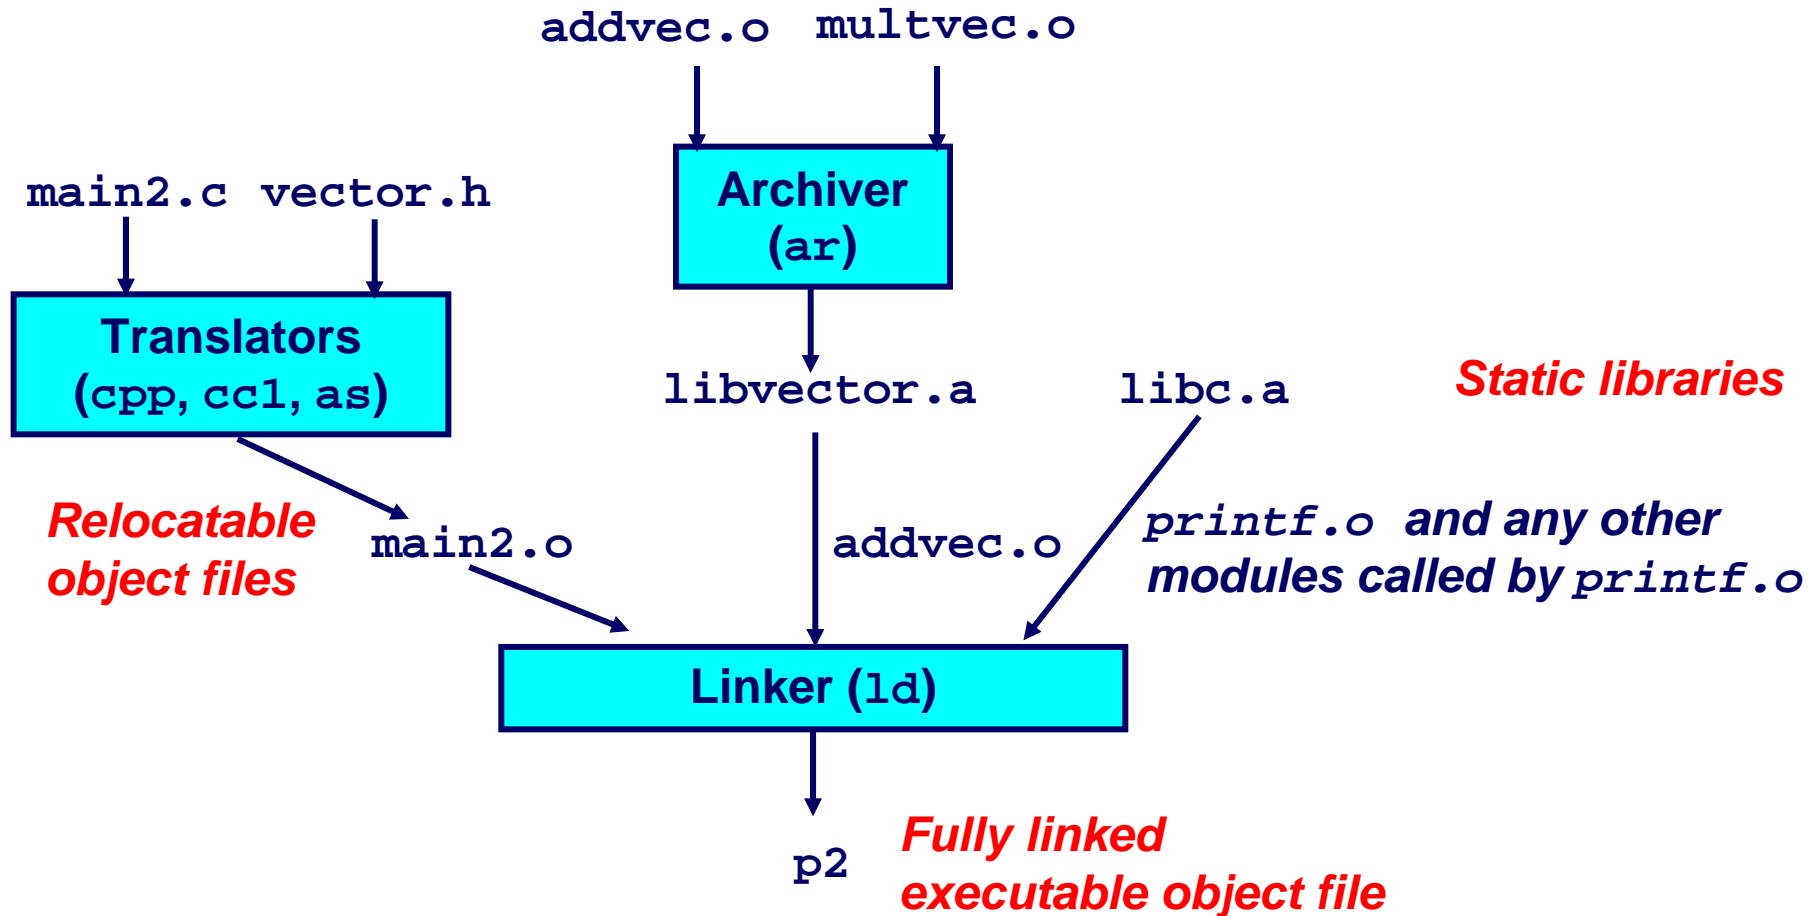 addvec.o multvec.o
Archiver
(ar)
main2.c vector.h
Translators
(cpp, cc1, as)
libvector.a
libc.a
Static libraries
Relocatable
object files
main2.o
addvec.o
printf.o and any other
modules called by printf.o
Linker (ld)
p2
Fully linked
executable object file